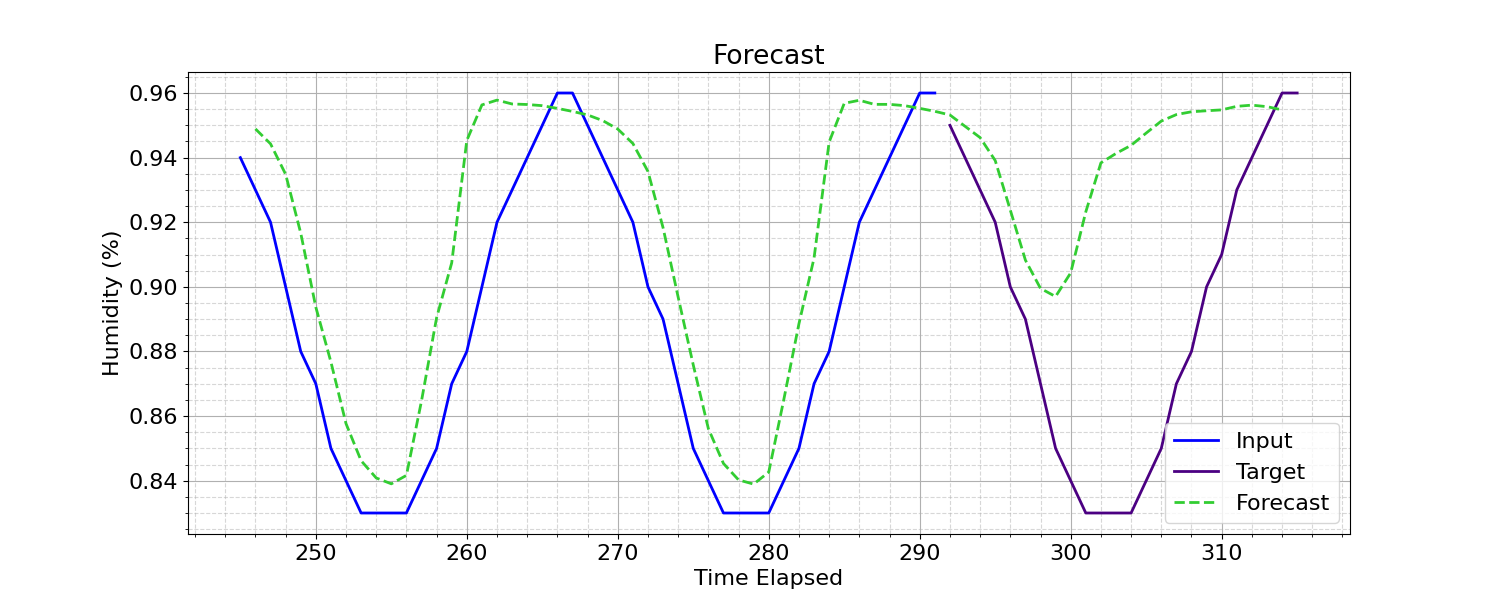 Forecast
Humidity (%)
0.96
0.94
0.92
0.90
0.88
0.86
0.84
250 260 270 280 290 300 310
Time Elapsed
Input
Target
Forecast